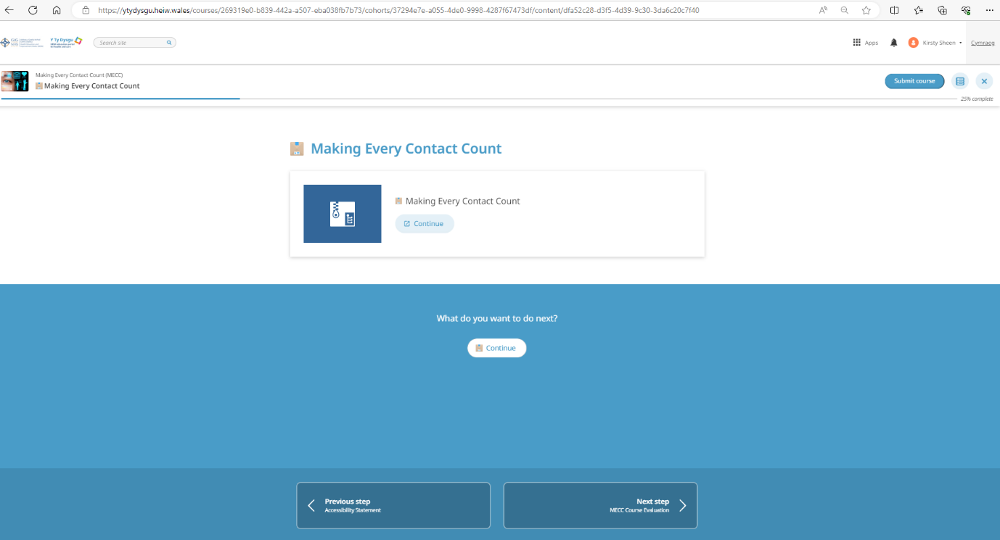 https://ytydysgu.heiw.wales/courses/269319e0-b839-442a-a507-eba038fb7b73/cohorts/37294e7e-a055-4de0-9998-4287f67473df/content/dfa52c28-d3f5-4d39-9c30-3da6c20c7f40
GIG
NHS
Y Ty Dysgu
Search site
Apps
Kirsty Sheen
Cymraeg
Making Every Contact Count (MECC)
Making Every Contact Count
Submit course
25% complete
Making Every Contact Count
Making Every Contact Count
Continue
What do you want to do next?
Continue
Previous step
Accessibility Statement
Next step
MECC Course Evaluation